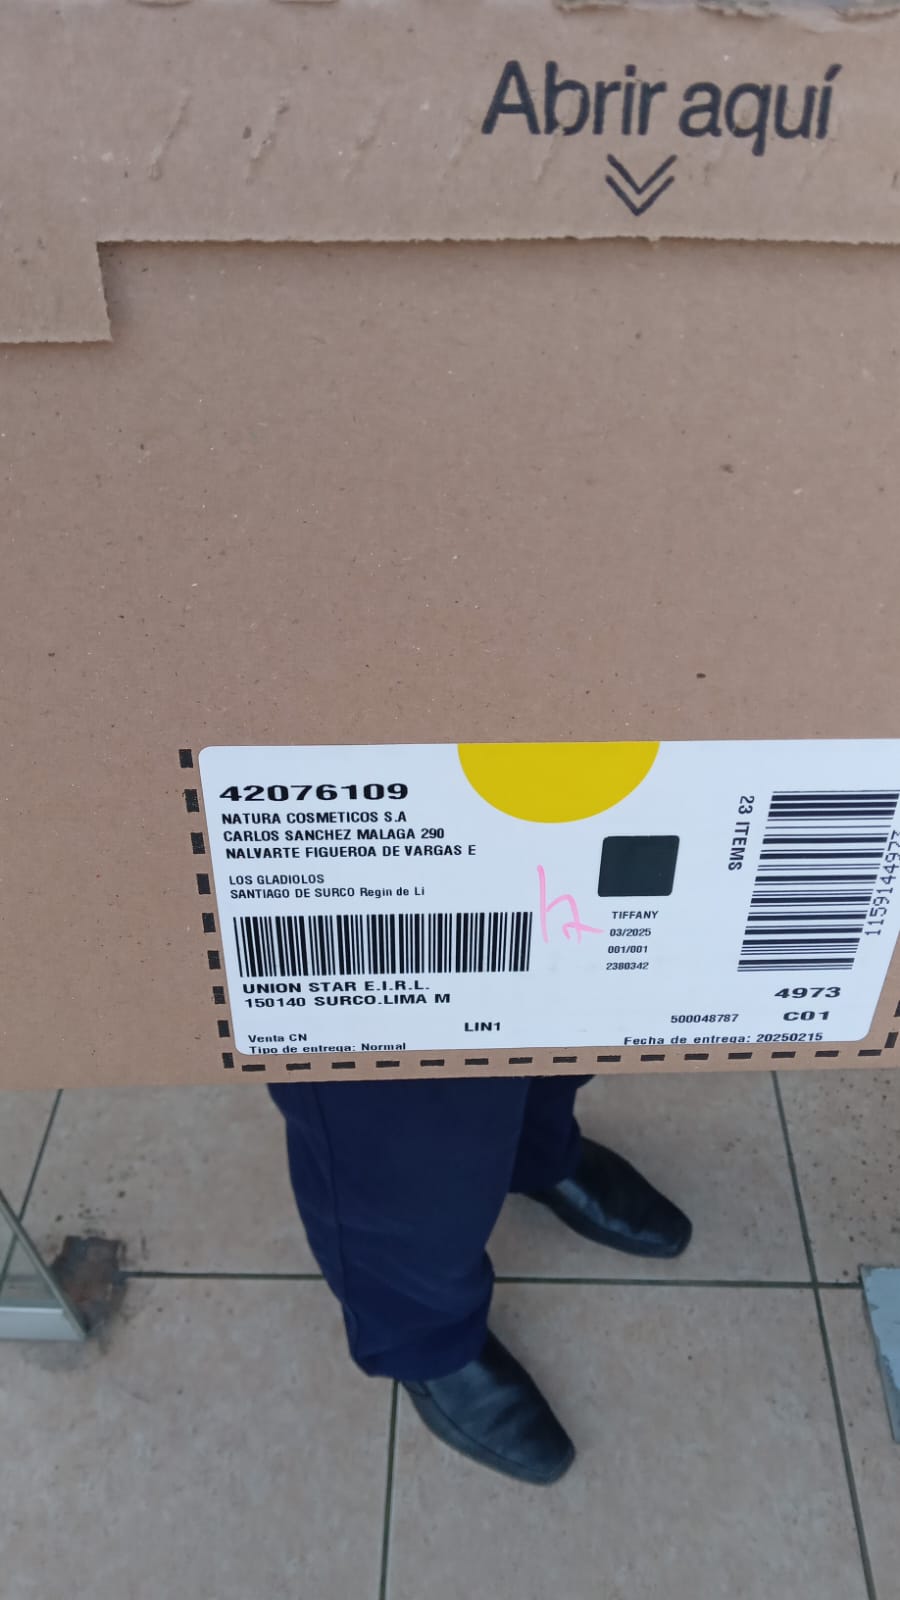 Abrir aquí
42076109
NATURA COSMETICOS S.A
CARLOS SANCHEZ MALAGA 290
NALVARTE FIGUEROA DE VARGAS E
LOS GLADIOLOS
SANTIAGO DE SURCO Regin de Li
UNION STAR E.I.R.L.
150140 SURCO.LIMA M
LIN1
Venta CN
Tipo de entrega: Normal
TIFFANY
03/2025
001/001
2380342
23 ITEMS
1159144973
4973
500048787
C01
Fecha de entrega: 20250215